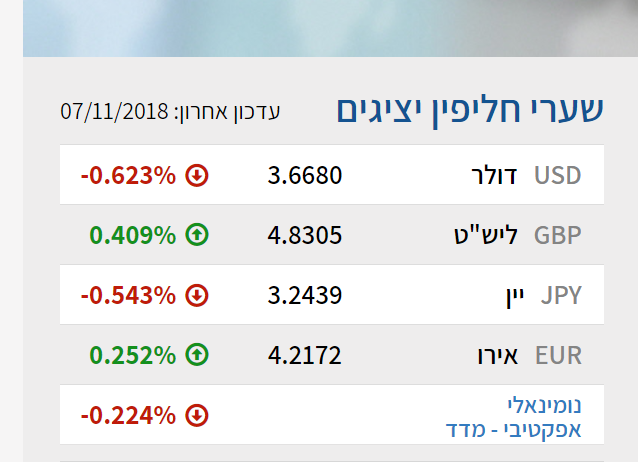 שערי חליפין יציגים עדכון אחרון: 07/11/2018
USD דולר 3.6680 -0.623%
GBP ליש"ט 4.8305 0.409%
JPY יין 3.2439 -0.543%
EUR אירו 4.2172 0.252%
נומינאלי
אפקטיבי - מדד -0.224%